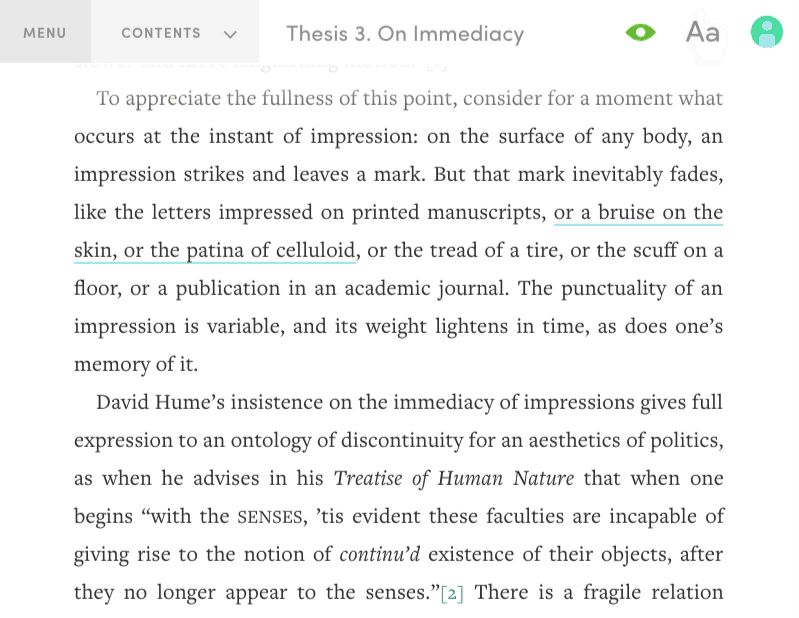 MENU
CONTENTS
Thesis 3. On Immediacy
Aa
To appreciate the fullness of this point, consider for a moment what
occurs at the instant of impression: on the surface of any body, an
impression strikes and leaves a mark. But that mark inevitably fades,
like the letters impressed on printed manuscripts, or a bruise on the
skin, or the patina of celluloid, or the tread of a tire, or the scuff on a
floor, or a publication in an academic journal. The punctuality of an
impression is variable, and its weight lightens in time, as does one’s
memory of it.
David Hume’s insistence on the immediacy of impressions gives full
expression to an ontology of discontinuity for an aesthetics of politics,
as when he advises in his Treatise of Human Nature that when one
begins “with the SENSES, ’tis evident these faculties are incapable of
giving rise to the notion of continu’d existence of their objects, after
they no longer appear to the senses.”[2] There is a fragile relation